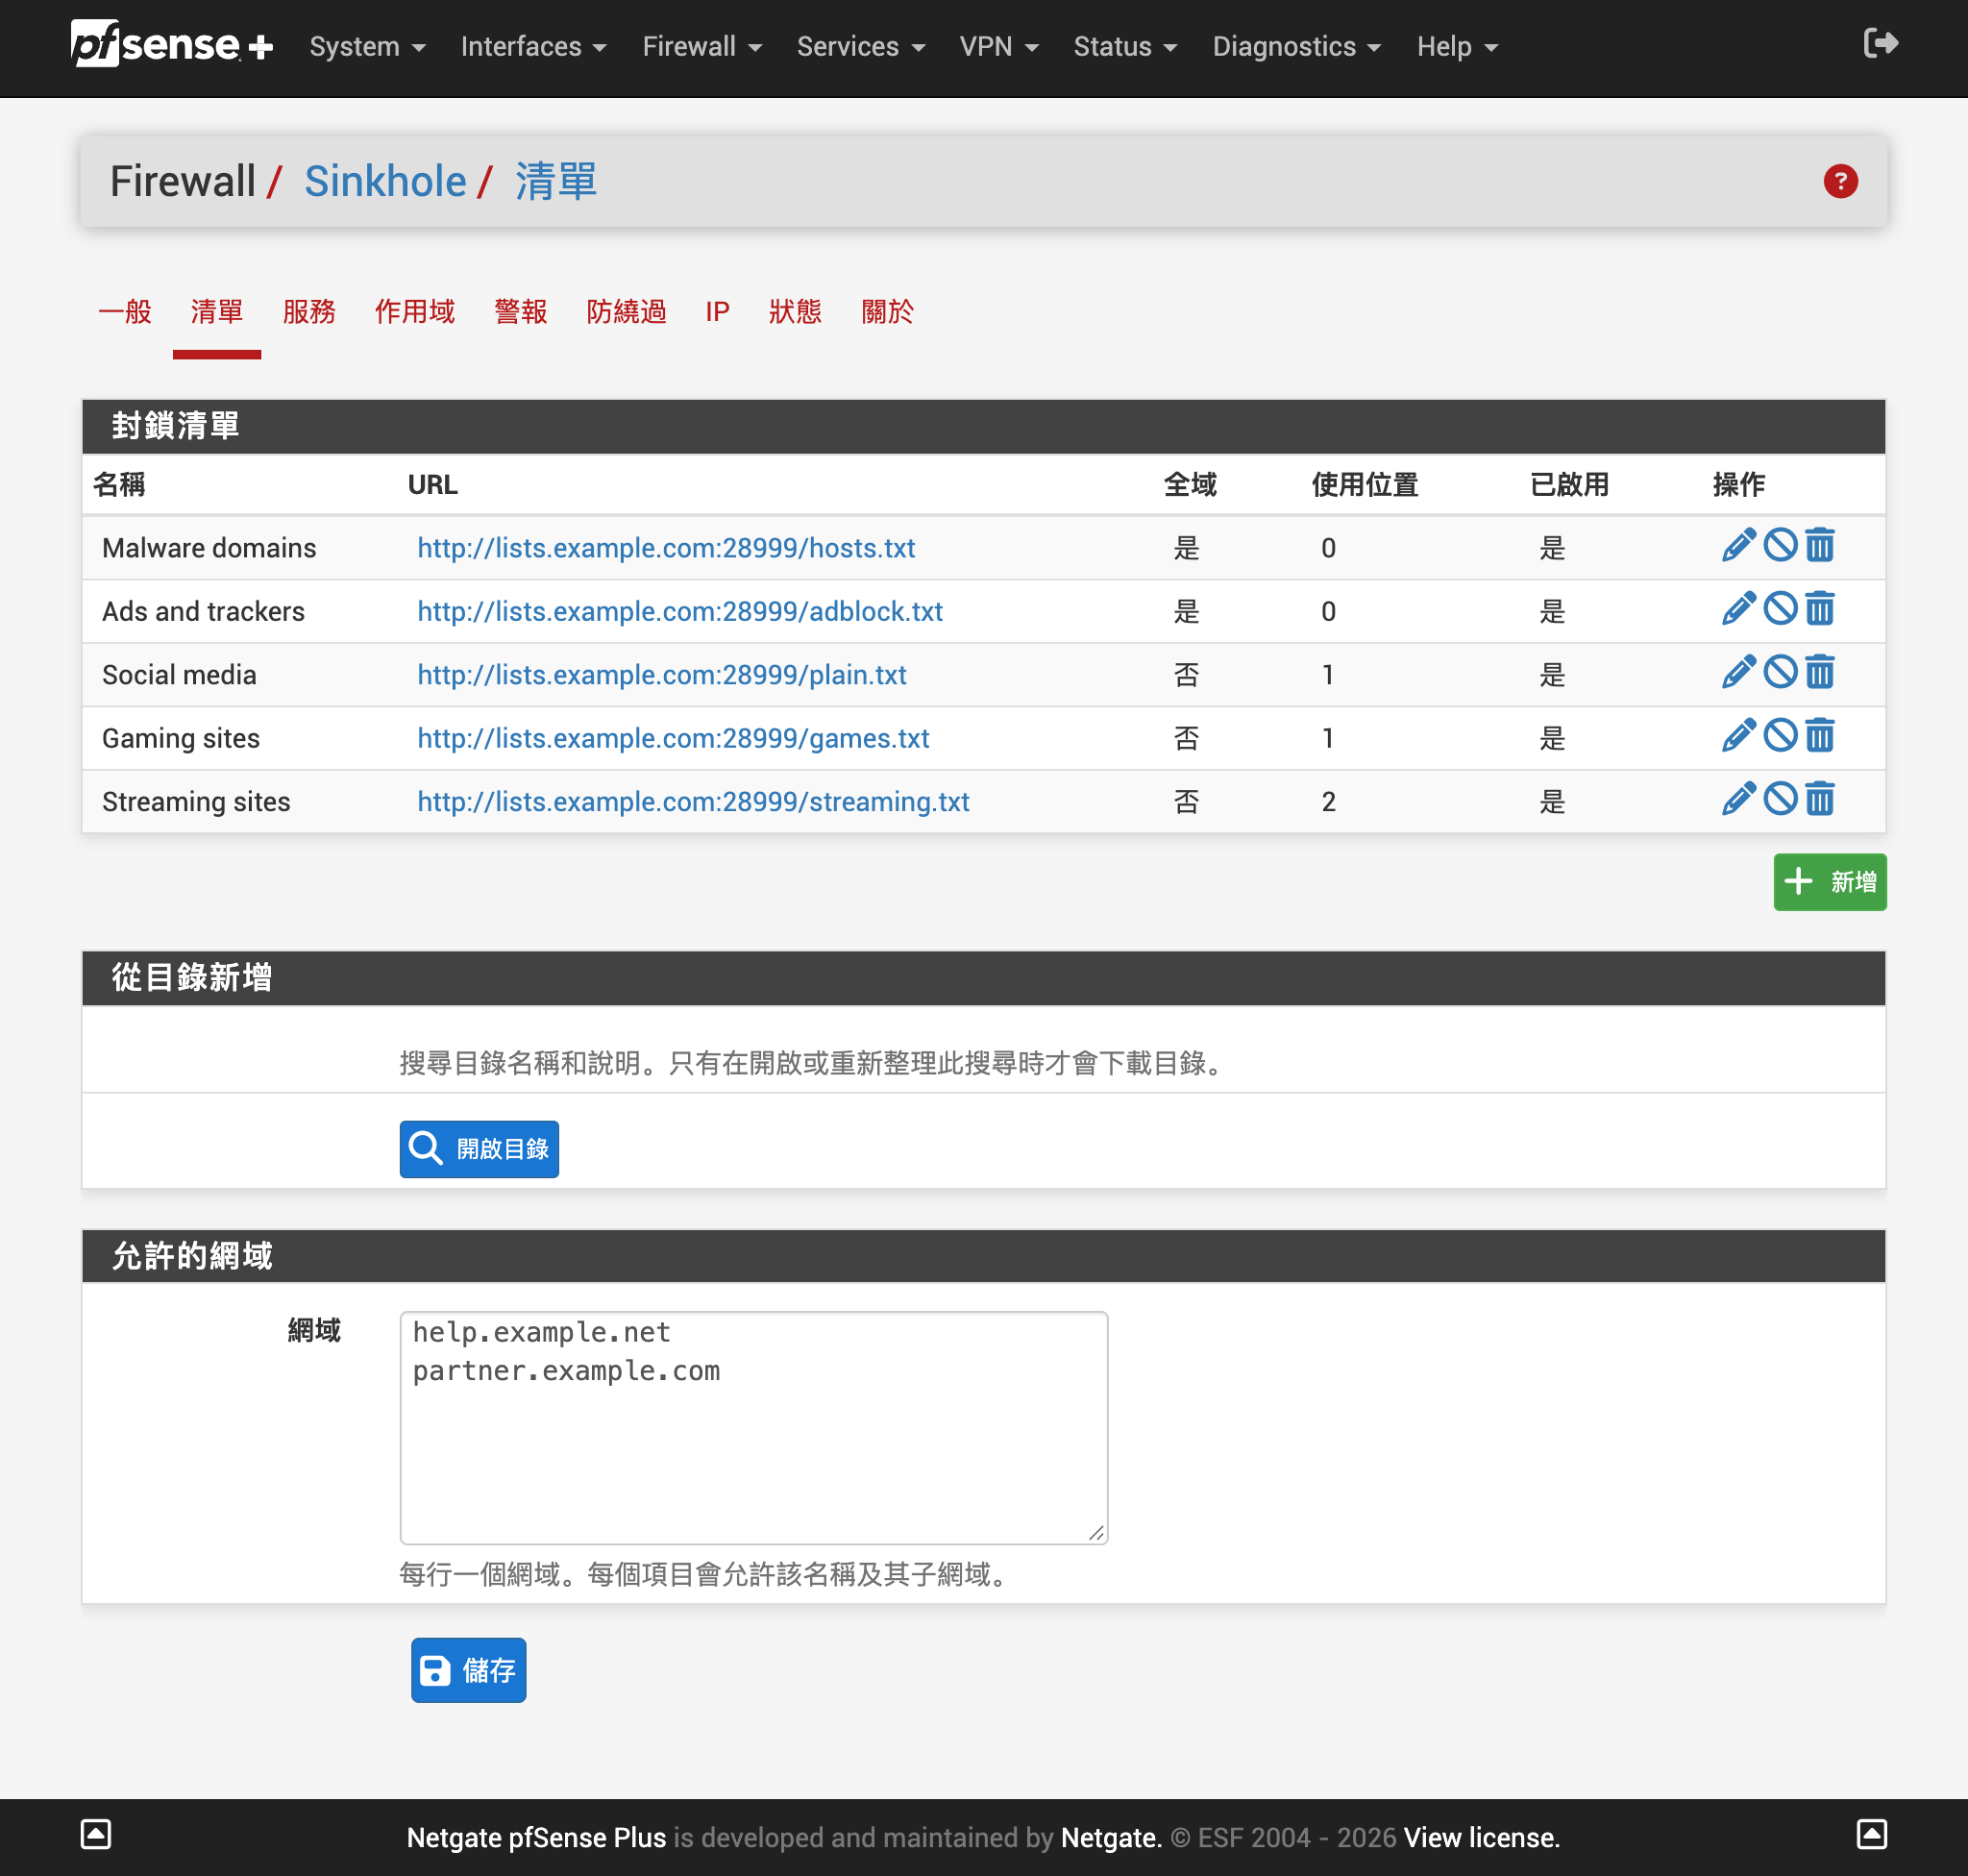 pfsense + System Interfaces Firewall Services VPN Status Diagnostics Help
Firewall / Sinkhole / 清單
一般 清單 服務 作用域 警報 防繞過 IP 狀態 關於
封鎖清單
名稱 URL 全域 使用位置 已啟用 操作
Malware domains http://lists.example.com:28999/hosts.txt 是 0 是
Ads and trackers http://lists.example.com:28999/adblock.txt 是 0 是
Social media http://lists.example.com:28999/plain.txt 否 1 是
Gaming sites http://lists.example.com:28999/games.txt 否 1 是
Streaming sites http://lists.example.com:28999/streaming.txt 否 2 是
新增
從目錄新增
搜尋目錄名稱和說明。只有在開啟或重新整理此搜尋時才會下載目錄。
開啟目錄
允許的網域
網域
help.example.net
partner.example.com
每行一個網域。每個項目會允許該名稱及其子網域。
儲存
Netgate pfSense Plus is developed and maintained by Netgate. © ESF 2004 - 2026 View license.